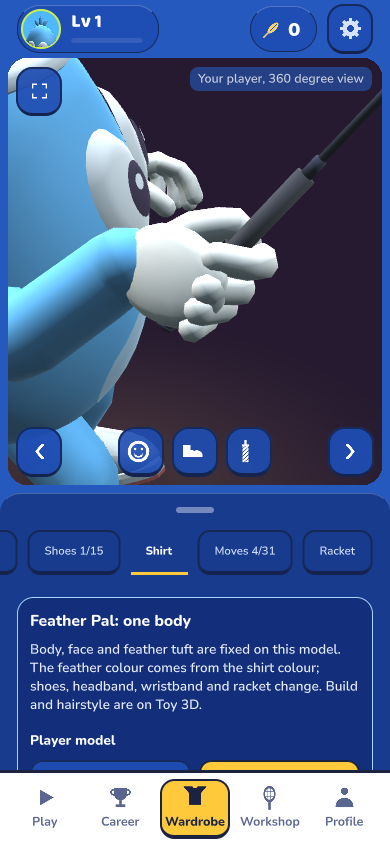 Lv 1
0
Your player, 360 degree view
Shoes 1/15
Shirt
Moves 4/31
Racket
Feather Pal: one body
Body, face and feather tuft are fixed on this model.
The feather colour comes from the shirt colour;
shoes, headband, wristband and racket change. Build
and hairstyle are on Toy 3D.
Player model
Play
Career
Wardrobe
Workshop
Profile